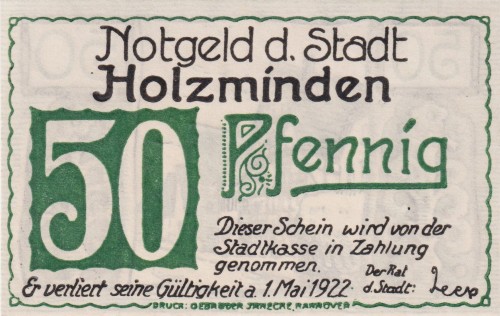 Notgeld d. Stadt
Holzminden
50 Pfennig
Dieser Schein wird von der
Stadtkasse in Zahlung
genommen.
Er verliert seine Gültigkeit a. 1. Mai 1922.
Der Rat
d. Stadt:
DRUCK: GEBRÜDER JÄNECKE, HANNOVER